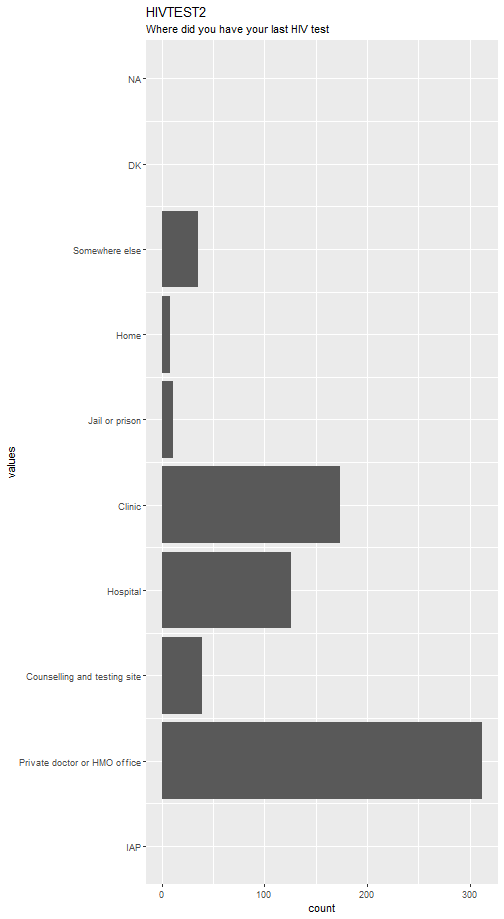 HIVTEST2
Where did you have your last HIV test
NA
DK
Somewhere else
Home
Jail or prison
Clinic
Hospital
Counselling and testing site
Private doctor or HMO office
IAP
values
0 100 200 300
count